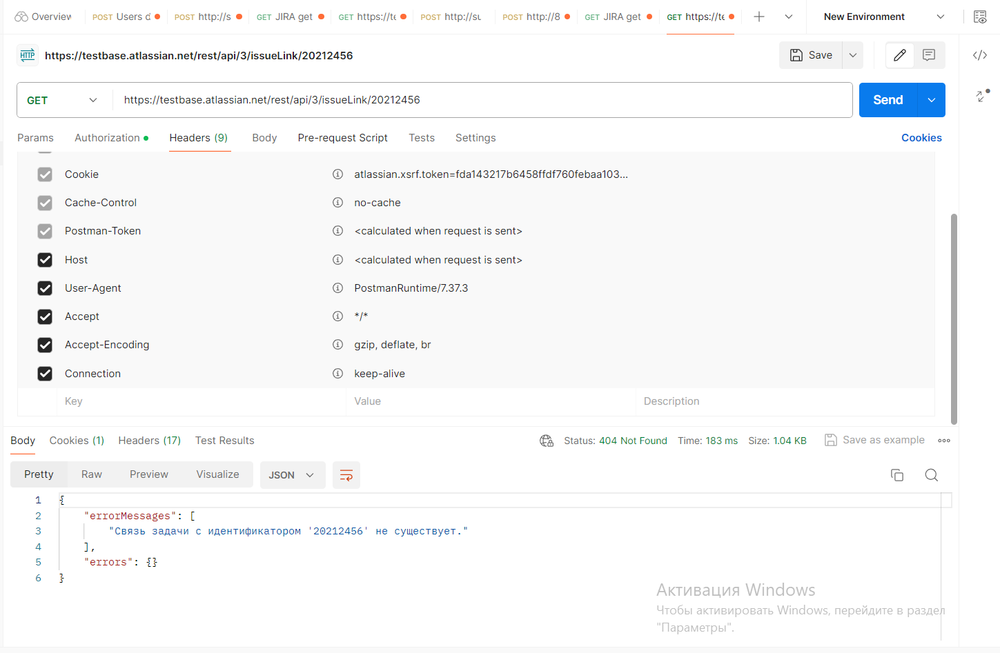 Overview POST Users d POST http://s GET JIRA get GET https://te POST http://su POST http://8 GET JIRA get GET https://te New Environment
HTTP https://testbase.atlassian.net/rest/api/3/issueLink/20212456 Save
GET https://testbase.atlassian.net/rest/api/3/issueLink/20212456 Send
Params Authorization Headers (9) Body Pre-request Script Tests Settings Cookies
Cookie atlassian.xsrf.token=fda143217b6458ffdf760febaa103...
Cache-Control no-cache
Postman-Token <calculated when request is sent>
Host <calculated when request is sent>
User-Agent PostmanRuntime/7.37.3
Accept */*
Accept-Encoding gzip, deflate, br
Connection keep-alive
Key Value Description
Body Cookies (1) Headers (17) Test Results Status: 404 Not Found Time: 183 ms Size: 1.04 KB Save as example
Pretty Raw Preview Visualize JSON
1 {
2 "errorMessages": [
3 "Связь задачи с идентификатором '20212456' не существует."
4 ],
5 "errors": {}
6 }
Активация Windows
Чтобы активировать Windows, перейдите в раздел
"Параметры".